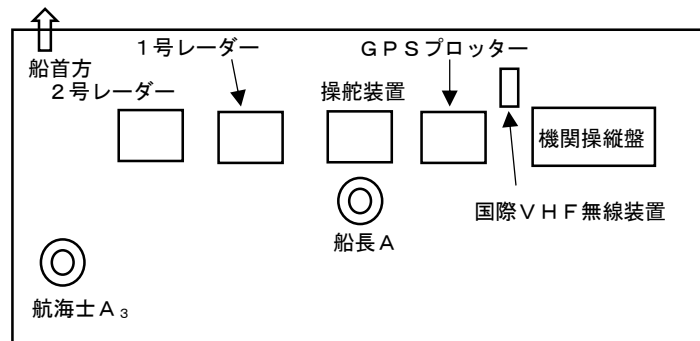 1号レーダー
GPSプロッター
船首方
2号レーダー
操舵装置
機関操縦盤
国際VHF無線装置
船長A
航海士A₃